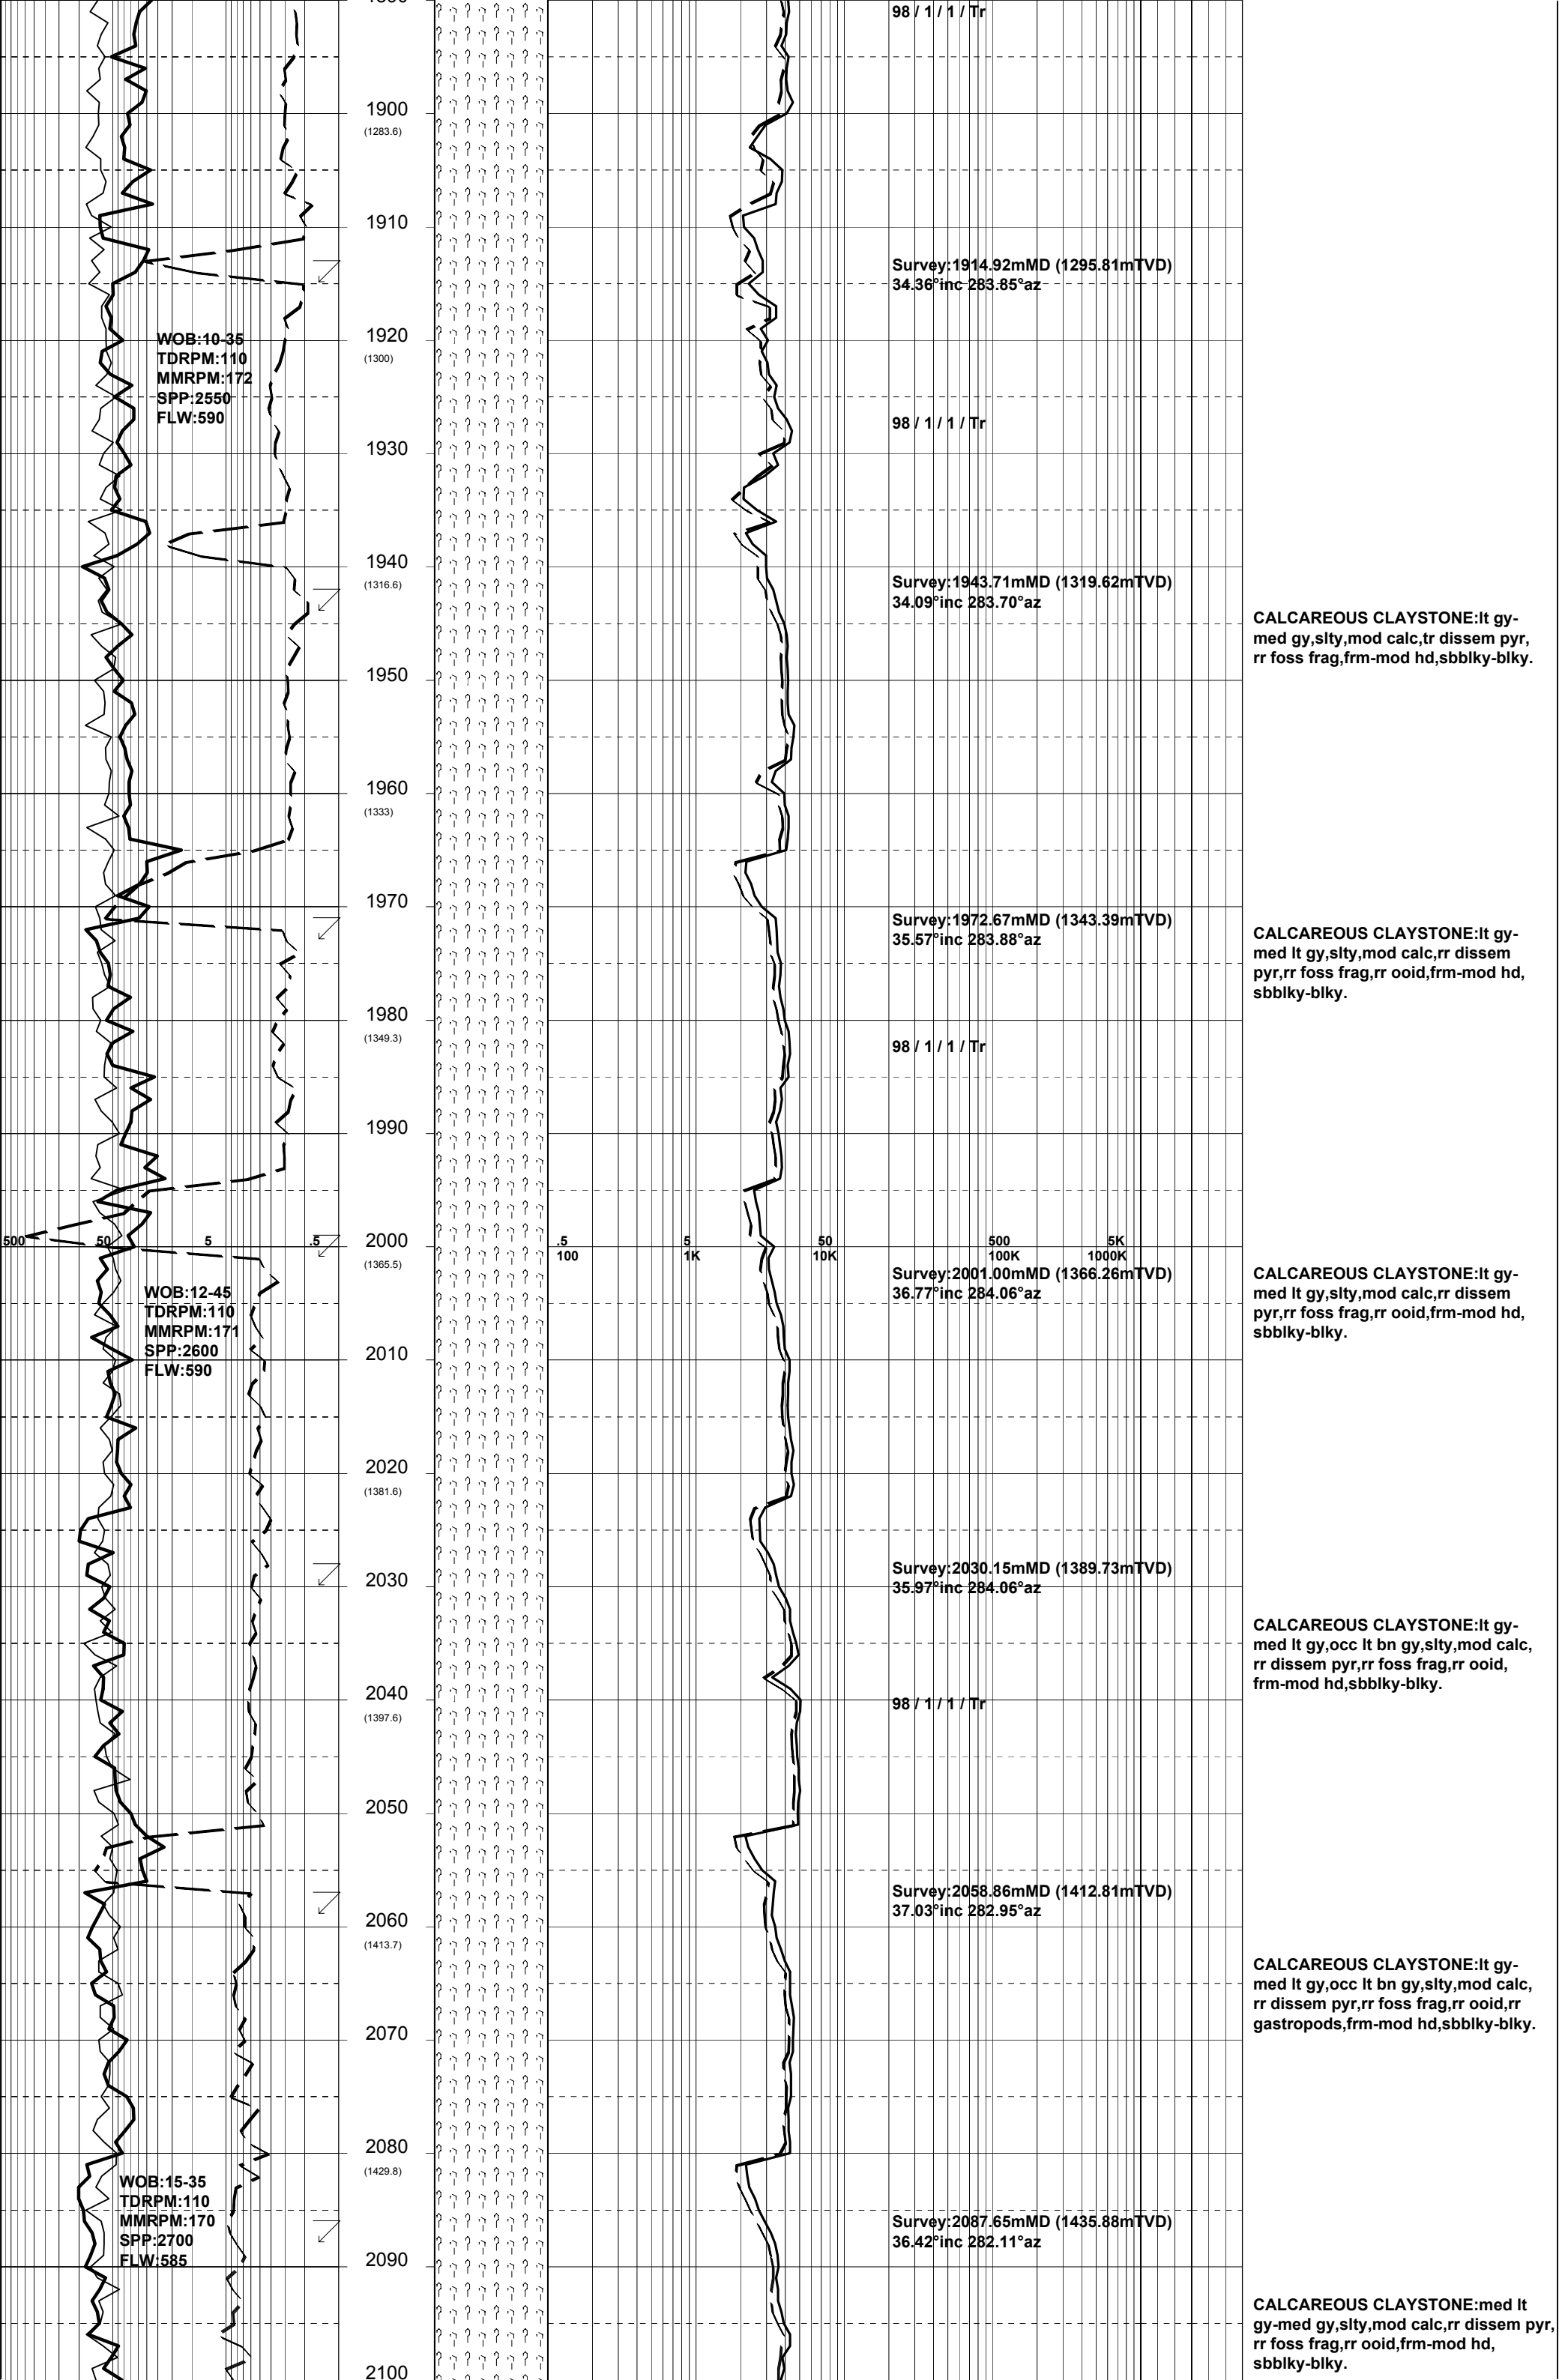 98 / 1 / 1 / Tr
1900
(1283.6)
1910
Survey:1914.92mMD (1295.81mTVD)
34.36°inc 283.85°az
1920
(1300)
WOB:10-35
TDRPM:110
MMRPM:172
SPP:2550
FLW:590
98 / 1 / 1 / Tr
1930
1940
(1316.6)
Survey:1943.71mMD (1319.62mTVD)
34.09°inc 283.70°az
CALCAREOUS CLAYSTONE:lt gy-
med gy,slty,mod calc,tr dissem pyr,
rr foss frag,frm-mod hd,sbblky-blky.
1950
1960
(1333)
1970
Survey:1972.67mMD (1343.39mTVD)
35.57°inc 283.88°az
CALCAREOUS CLAYSTONE:lt gy-
med lt gy,slty,mod calc,rr dissem
pyr,rr foss frag,rr ooid,frm-mod hd,
sbblky-blky.
1980
(1349.3)
98 / 1 / 1 / Tr
1990
500 50 5 .5
2000
(1365.5)
.5 5 50 500 5K
100 1K 10K 100K 1000K
Survey:2001.00mMD (1366.26mTVD)
36.77°inc 284.06°az
CALCAREOUS CLAYSTONE:lt gy-
med lt gy,slty,mod calc,rr dissem
pyr,rr foss frag,rr ooid,frm-mod hd,
sbblky-blky.
WOB:12-45
TDRPM:110
MMRPM:171
SPP:2600
FLW:590
2010
2020
(1381.6)
2030
Survey:2030.15mMD (1389.73mTVD)
35.97°inc 284.06°az
CALCAREOUS CLAYSTONE:lt gy-
med lt gy,occ lt bn gy,slty,mod calc,
rr dissem pyr,rr foss frag,rr ooid,
frm-mod hd,sbblky-blky.
2040
(1397.6)
98 / 1 / 1 / Tr
2050
Survey:2058.86mMD (1412.81mTVD)
37.03°inc 282.95°az
2060
(1413.7)
CALCAREOUS CLAYSTONE:lt gy-
med lt gy,occ lt bn gy,slty,mod calc,
rr dissem pyr,rr foss frag,rr ooid,rr
gastropods,frm-mod hd,sbblky-blky.
2070
2080
(1429.8)
WOB:15-35
TDRPM:110
MMRPM:170
SPP:2700
FLW:585
Survey:2087.65mMD (1435.88mTVD)
36.42°inc 282.11°az
2090
CALCAREOUS CLAYSTONE:med lt
gy-med gy,slty,mod calc,rr dissem pyr,
rr foss frag,rr ooid,frm-mod hd,
sbblky-blky.
2100